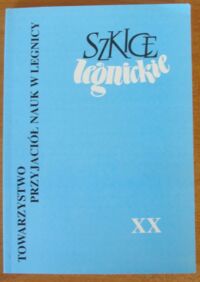 SZKICE
legnickie
TOWARZYSTWO
PRZYJACIÓŁ NAUK W LEGNICY
XX